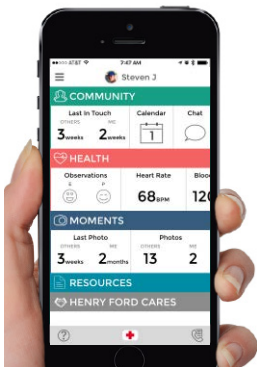 AT&T 7:47 AM
Steven J
COMMUNITY
Last In Touch Calendar Chat
OTHERS ME
3weeks 2weeks 1
HEALTH
Observations Heart Rate Bloo
S P
68BPM 120
MOMENTS
Last Photo Photos
OTHERS ME OTHERS ME
3weeks 2months 13 2
RESOURCES
HENRY FORD CARES